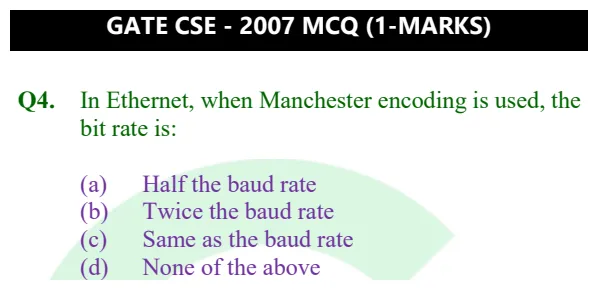 GATE CSE - 2007 MCQ (1-MARKS)
Q4. In Ethernet, when Manchester encoding is used, the
bit rate is:
(a) Half the baud rate
(b) Twice the baud rate
(c) Same as the baud rate
(d) None of the above